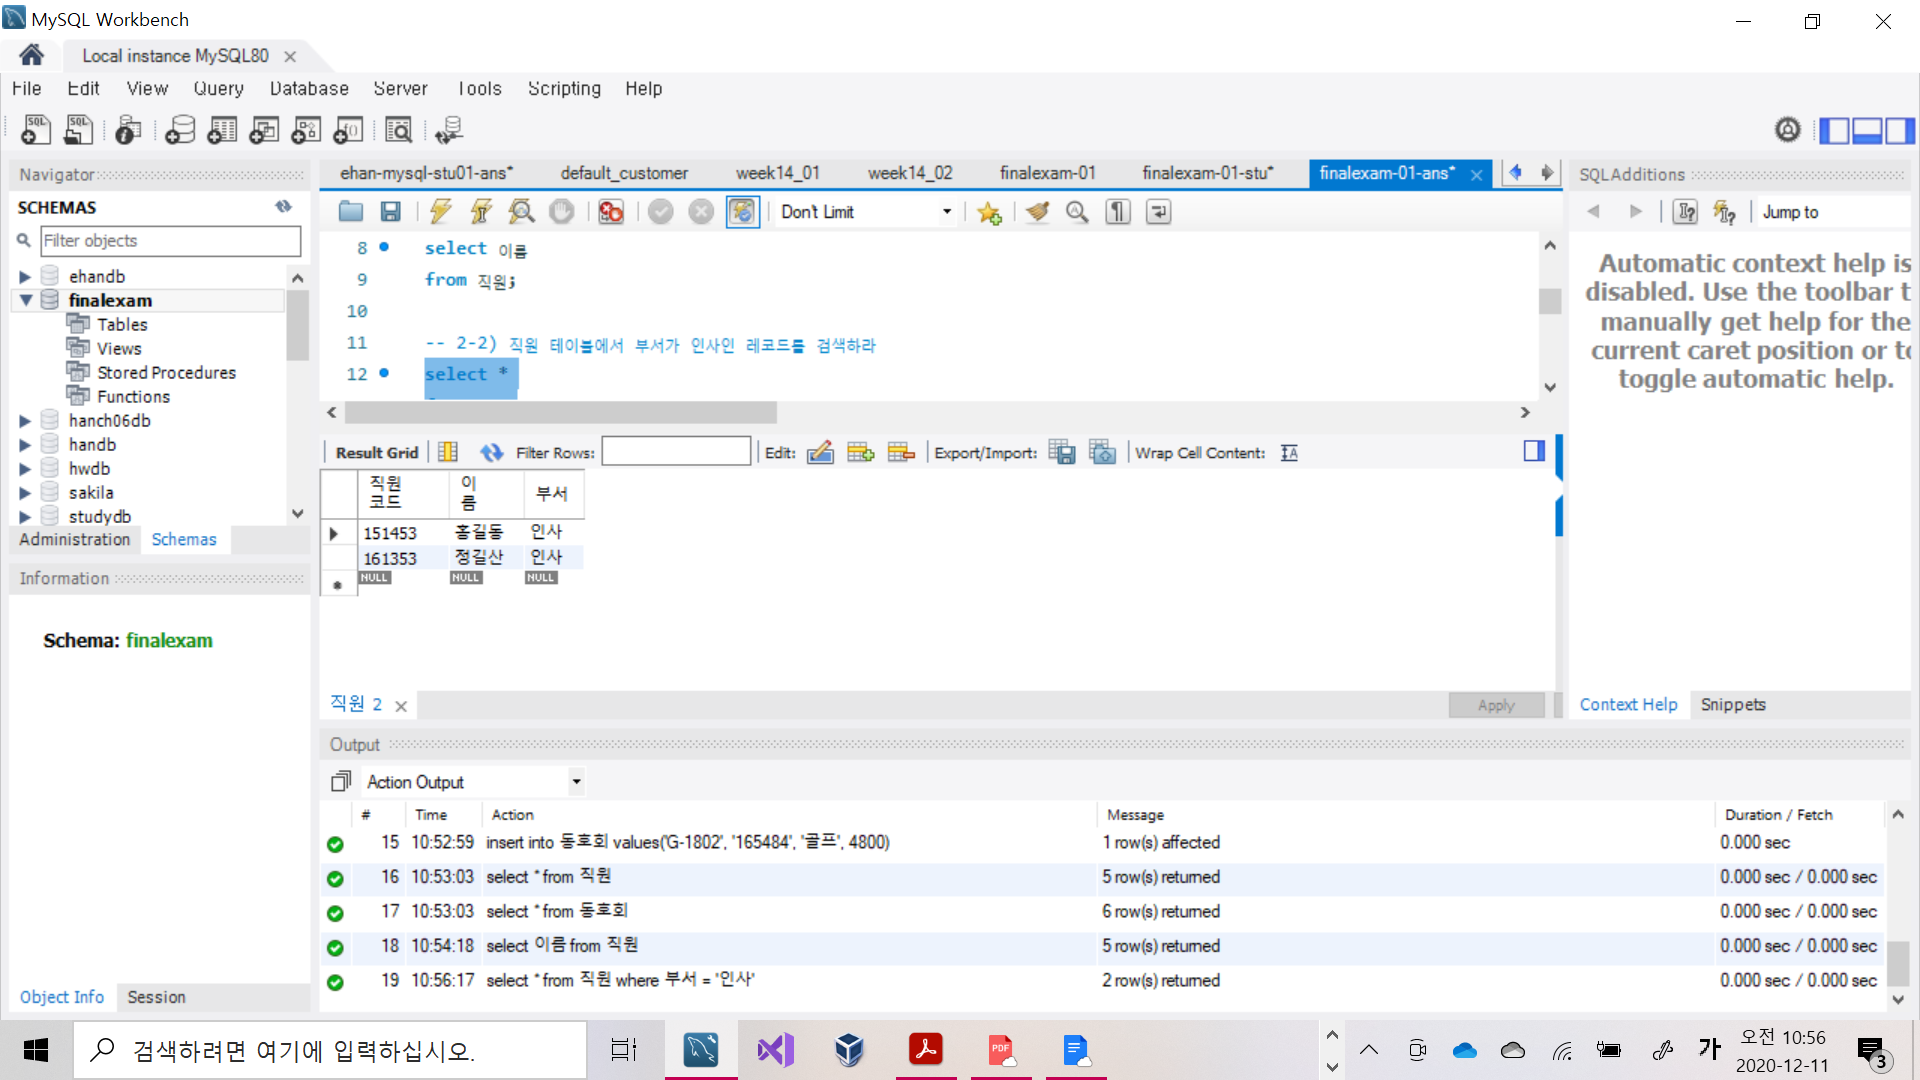 MySQL Workbench
Local instance MySQL80
File Edit View Query Database Server Tools Scripting Help
Navigator
SCHEMAS
Filter objects
ehandb
finalexam
Tables
Views
Stored Procedures
Functions
hanch06db
handb
hwdb
sakila
studydb
Administration Schemas
Information
Schema: finalexam
Object Info Session
ehan-mysql-stu01-ans* default_customer week14_01 week14_02 finalexam-01 finalexam-01-stu* finalexam-01-ans*
Don't Limit
8 select 이름
9 from 직원;
10
11 -- 2-2) 직원 테이블에서 부서가 인사인 레코드를 검색하라
12 select *
Result Grid Filter Rows: Edit: Export/Import: Wrap Cell Content:
직원코드 이름 부서
151453 홍길동 인사
161353 정길산 인사
NULL NULL NULL
직원 2
Apply
SQLAdditions
Jump to
Automatic context help is
disabled. Use the toolbar t
manually get help for the
current caret position or to
toggle automatic help.
Context Help Snippets
Output
Action Output
# Time Action Message Duration / Fetch
15 10:52:59 insert into 동호회 values('G-1802', '165484', '골프', 4800) 1 row(s) affected 0.000 sec
16 10:53:03 select * from 직원 5 row(s) returned 0.000 sec / 0.000 sec
17 10:53:03 select * from 동호회 6 row(s) returned 0.000 sec / 0.000 sec
18 10:54:18 select 이름 from 직원 5 row(s) returned 0.000 sec / 0.000 sec
19 10:56:17 select * from 직원 where 부서 = '인사' 2 row(s) returned 0.000 sec / 0.000 sec
검색하려면 여기에 입력하십시오.
가
오전 10:56
2020-12-11
3